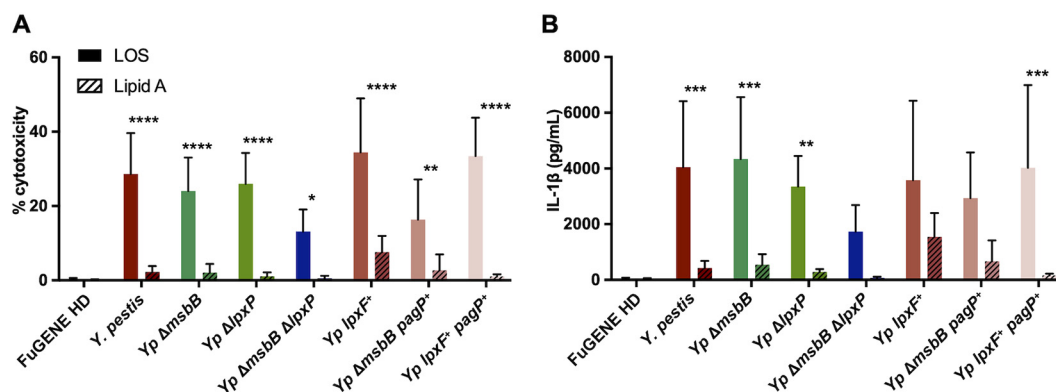 A
LOS
Lipid A
% cytotoxicity
60
40
20
0
****
****
****
*
****
**
****
FuGENE HD
Y. pestis
Yp ΔmsbB
Yp ΔlpxP
Yp ΔmsbB ΔlpxP
Yp lpxF⁺
Yp ΔmsbB pagP⁺
Yp lpxF⁺ pagP⁺
B
IL-1β (pg/mL)
8000
6000
4000
2000
0
***
***
**
***
FuGENE HD
Y. pestis
Yp ΔmsbB
Yp ΔlpxP
Yp ΔmsbB ΔlpxP
Yp lpxF⁺
Yp ΔmsbB pagP⁺
Yp lpxF⁺ pagP⁺